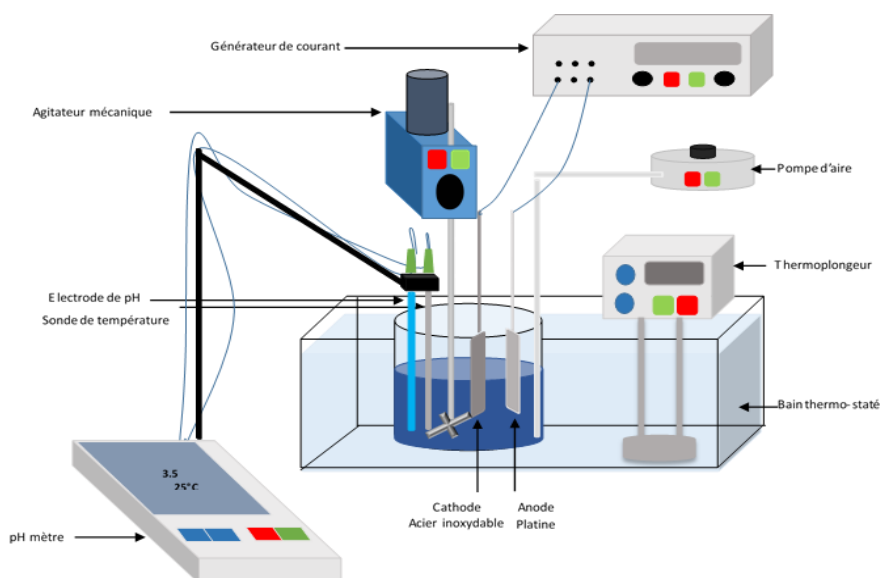 Générateur de courant
Agitateur mécanique
Pompe d'aire
Thermoplongeur
Electrode de pH
Sonde de température
Bain thermo-staté
3.5
25°C
Cathode
Acier inoxydable
Anode
Platine
pH mètre